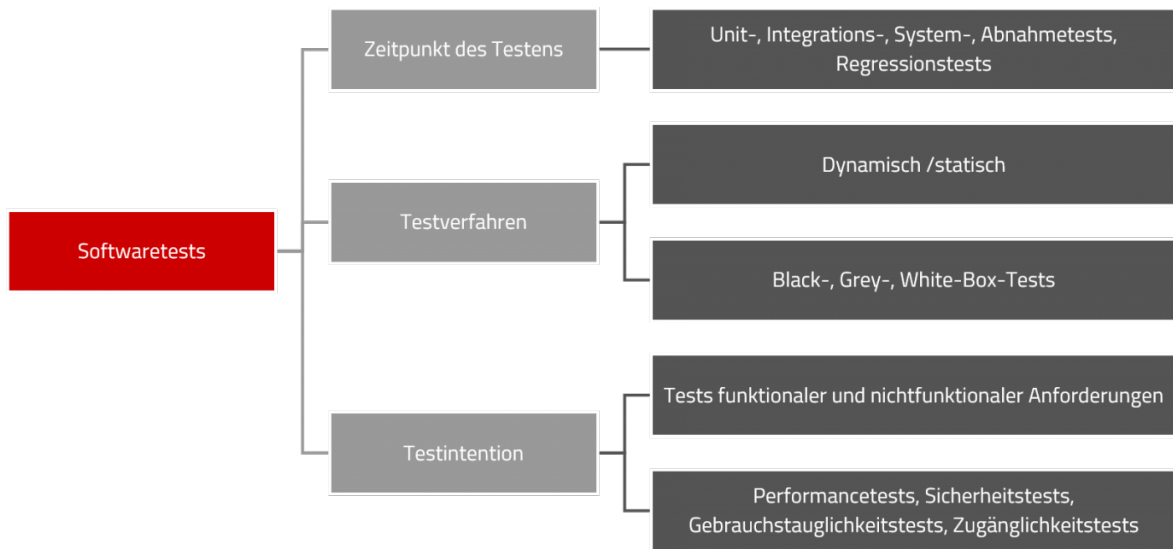 Softwaretests
Zeitpunkt des Testens
Unit-, Integrations-, System-, Abnahmetests,
Regressionstests
Testverfahren
Dynamisch /statisch
Black-, Grey-, White-Box-Tests
Testintention
Tests funktionaler und nichtfunktionaler Anforderungen
Performancetests, Sicherheitstests,
Gebrauchstauglichkeitstests, Zugänglichkeitstests